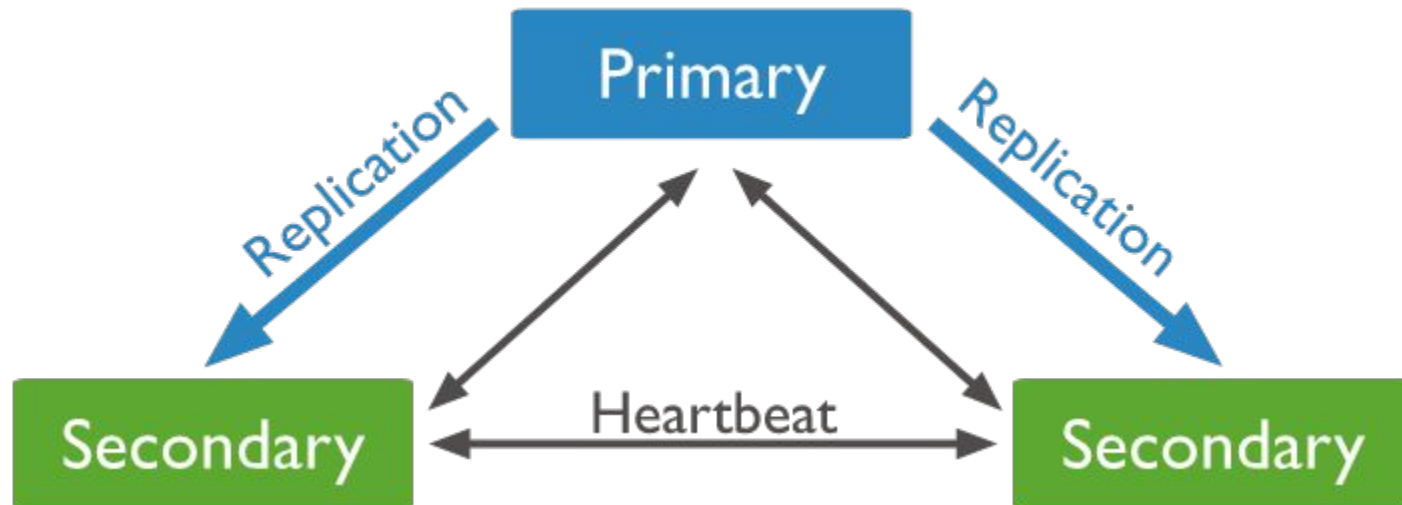 Primary
Replication
Replication
Heartbeat
Secondary
Secondary